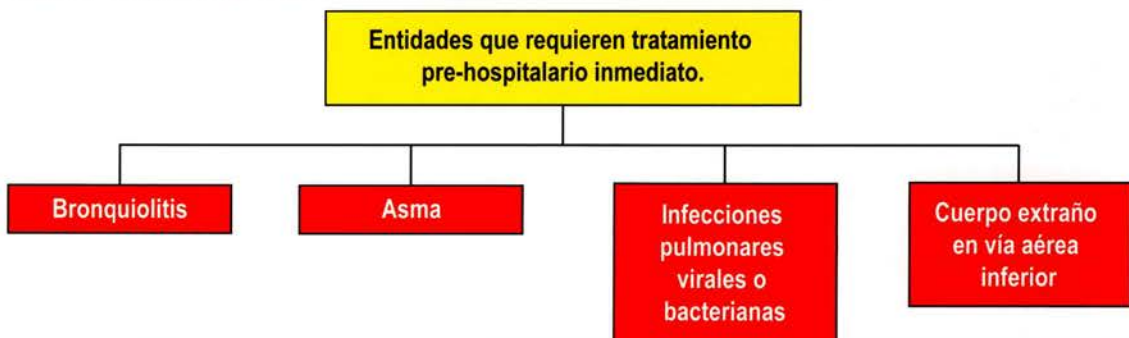 Entidades que requieren tratamiento
pre-hospitalario inmediato.
Bronquiolitis
Asma
Infecciones
pulmonares
virales o
bacterianas
Cuerpo extraño
en vía aérea
inferior